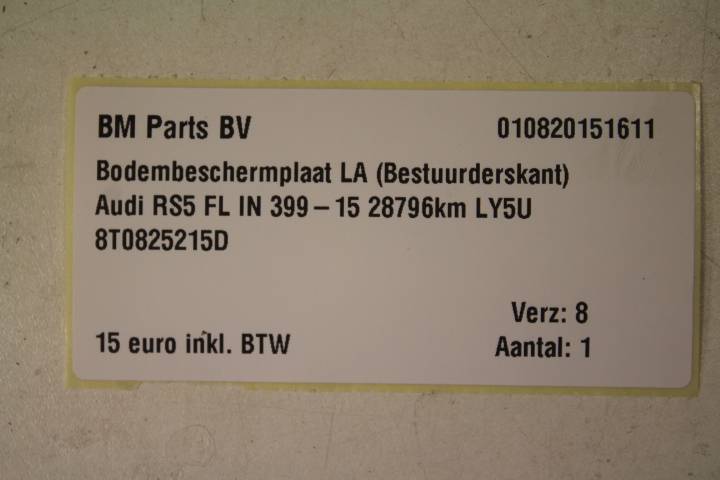 BM Parts BV 010820151611
Bodembeschermplaat LA (Bestuurderskant)
Audi RS5 FL IN 399 – 15 28796km LY5U
8T0825215D
Verz: 8
15 euro inkl. BTW Aantal: 1